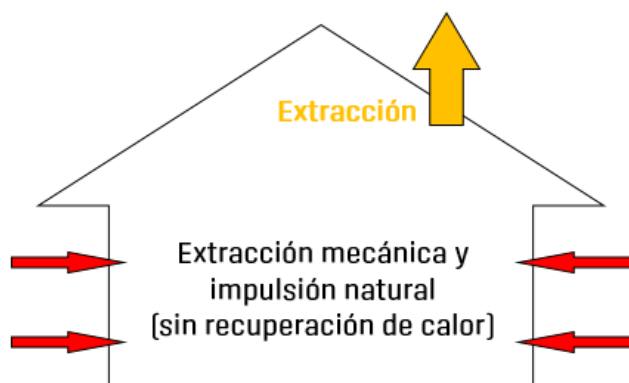 Extracción
Extracción mecánica y
impulsión natural
(sin recuperación de calor)